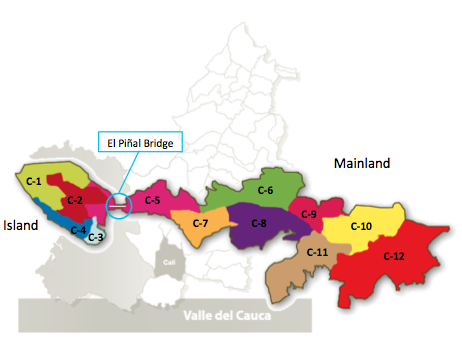 El Piñal Bridge
Mainland
Island
C-1
C-2
C-3
C-4
C-5
C-6
C-7
C-8
C-9
C-10
C-11
C-12
Cali
Valle del Cauca